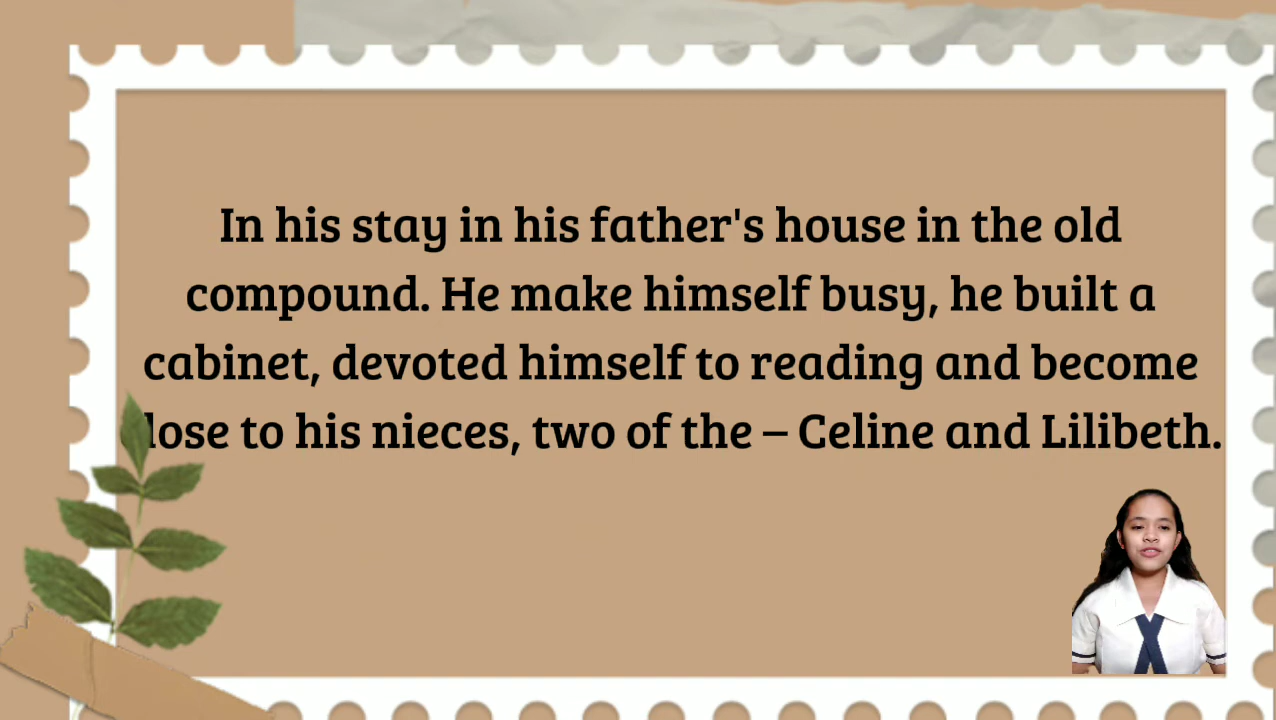 In his stay in his father's house in the old
compound. He make himself busy, he built a
cabinet, devoted himself to reading and become
close to his nieces, two of the – Celine and Lilibeth.